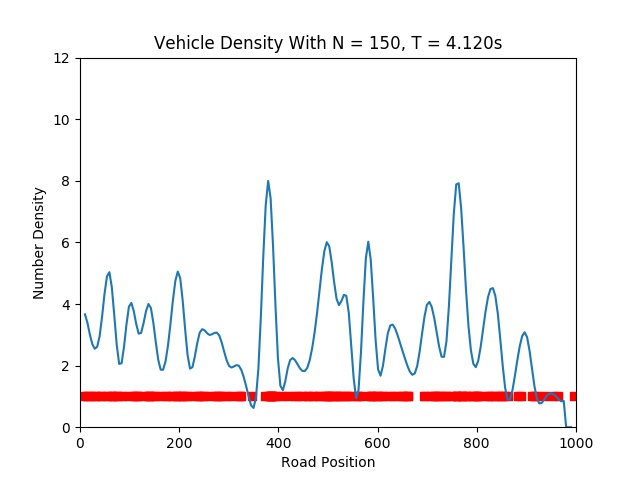 Vehicle Density With N = 150, T = 4.120s
12
10
8
6
4
2
0
Number Density
0 200 400 600 800 1000
Road Position